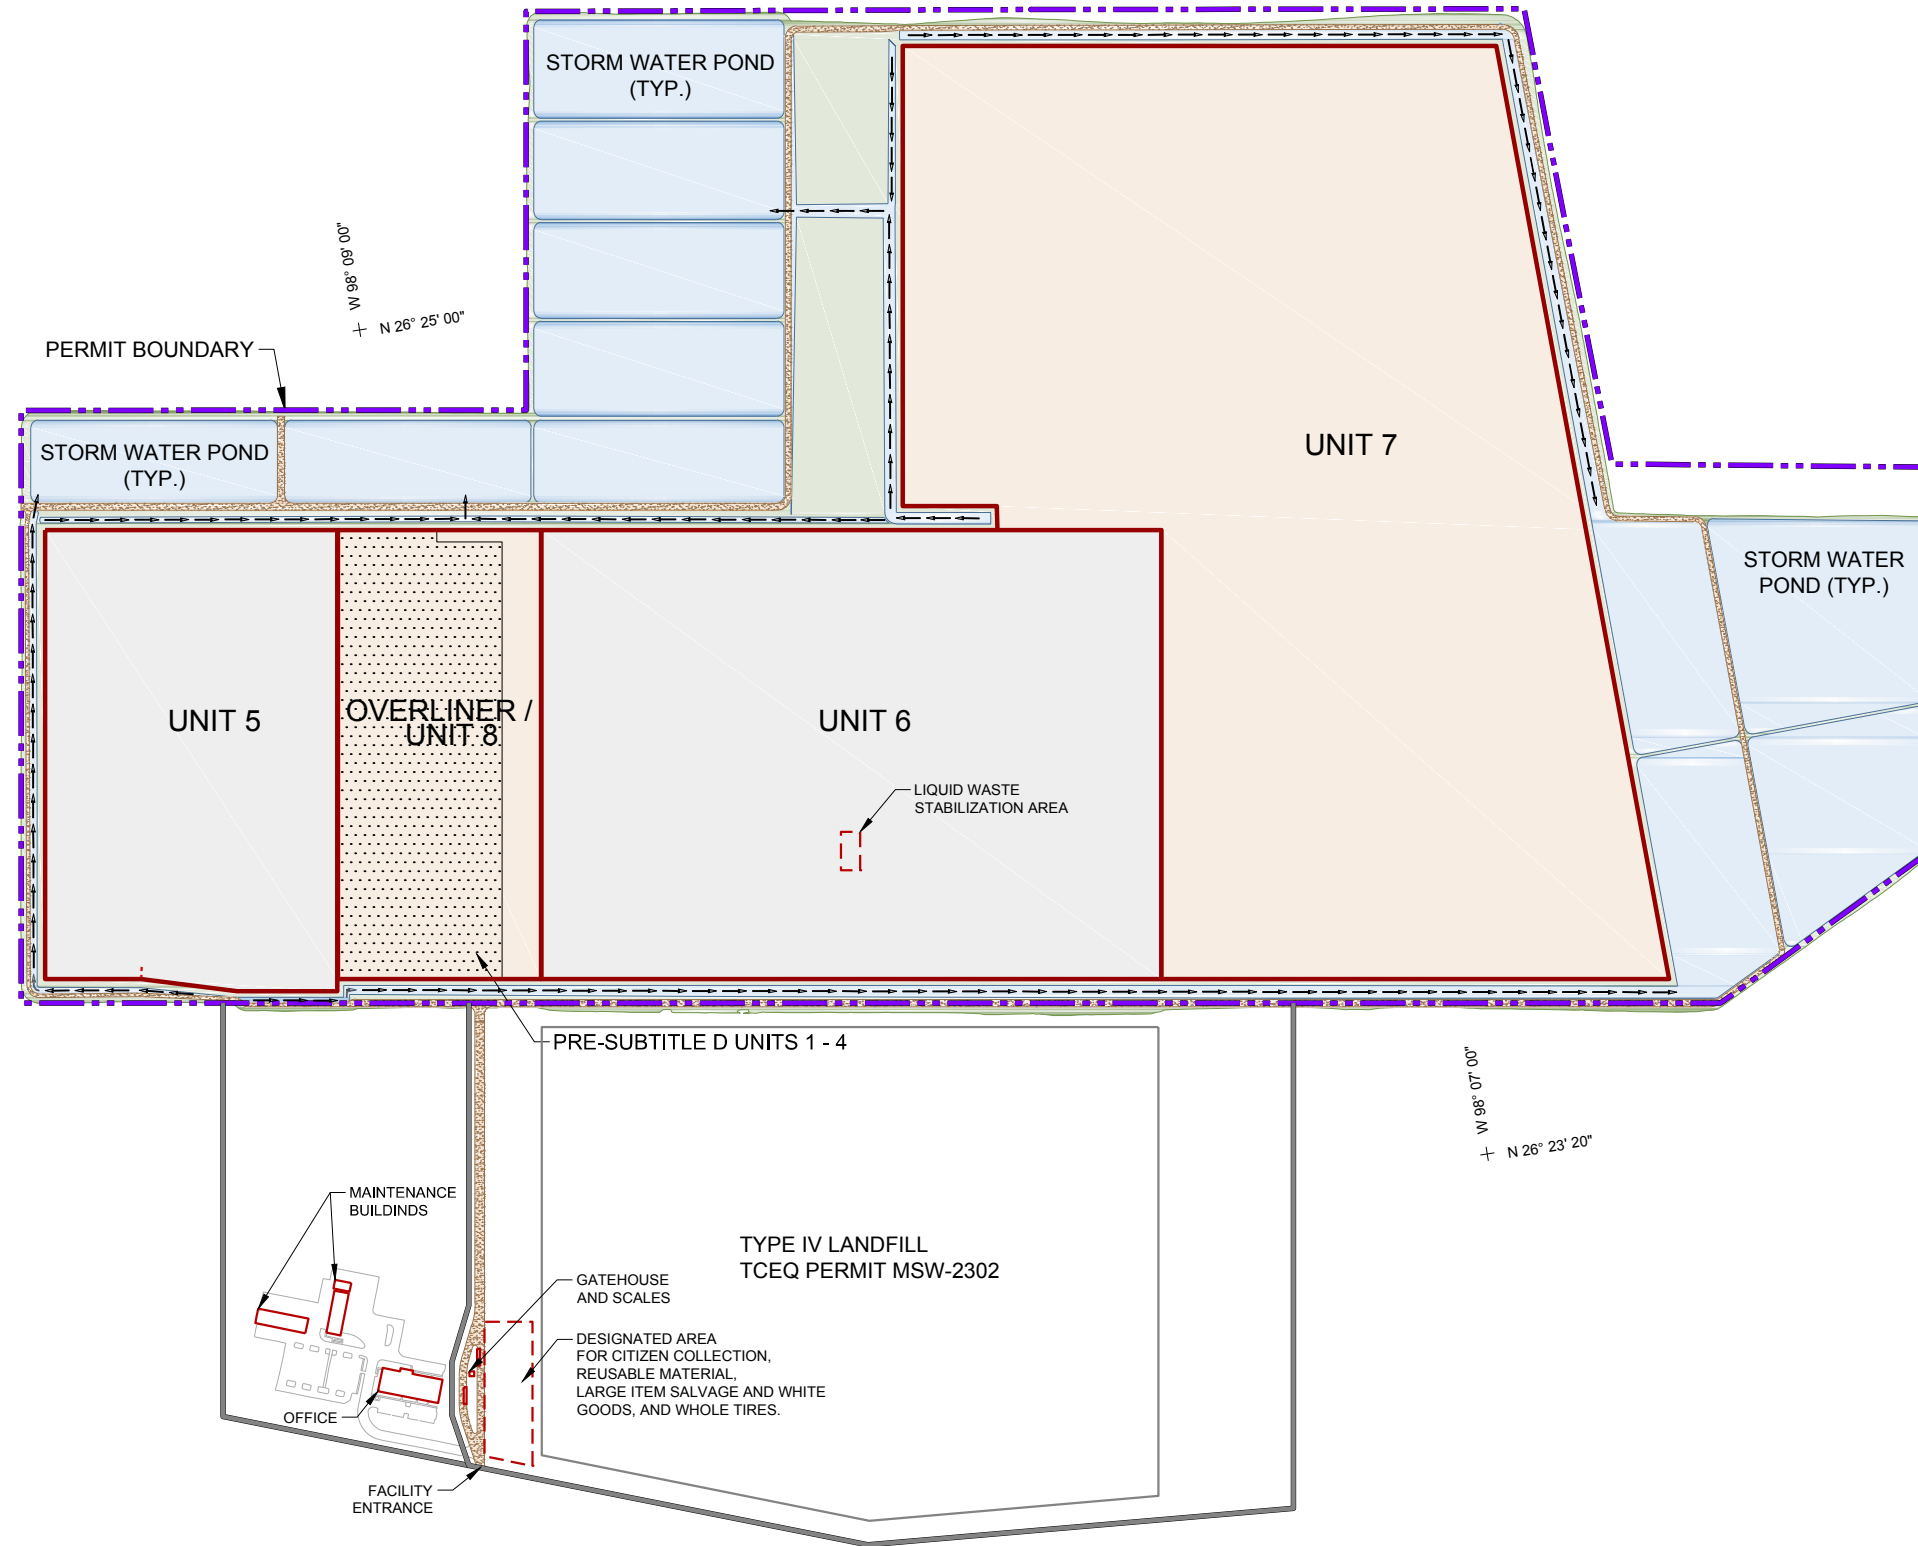 STORM WATER POND
(TYP.)
W 98° 09' 00"
N 26° 25' 00"
PERMIT BOUNDARY
STORM WATER POND
(TYP.)
UNIT 7
STORM WATER
POND (TYP.)
UNIT 5
OVERLINER /
UNIT 8
UNIT 6
LIQUID WASTE
STABILIZATION AREA
PRE-SUBTITLE D UNITS 1 - 4
W 98° 07' 00"
N 26° 23' 20"
MAINTENANCE
BUILDINDS
TYPE IV LANDFILL
TCEQ PERMIT MSW-2302
GATEHOUSE
AND SCALES
DESIGNATED AREA
FOR CITIZEN COLLECTION,
REUSABLE MATERIAL,
LARGE ITEM SALVAGE AND WHITE
GOODS, AND WHOLE TIRES.
OFFICE
FACILITY
ENTRANCE